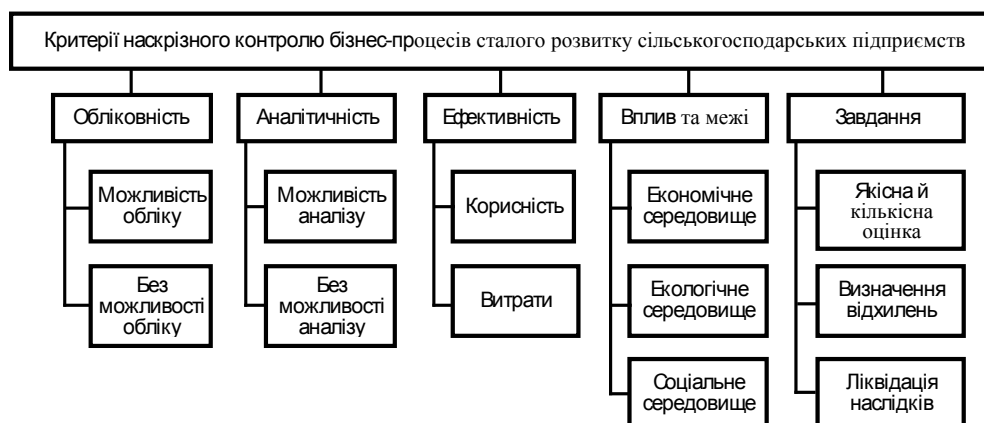 Критерії наскрізного контролю бізнес-процесів сталого розвитку сільськогосподарських підприємств
Обліковність
Можливість
обліку
Без
можливості
обліку
Аналітичність
Можливість
аналізу
Без
можливості
аналізу
Ефективність
Корисність
Витрати
Вплив та межі
Економічне
середовище
Екологічне
середовище
Соціальне
середовище
Завдання
Якісна й
кількісна
оцінка
Визначення
відхилень
Ліквідація
наслідків